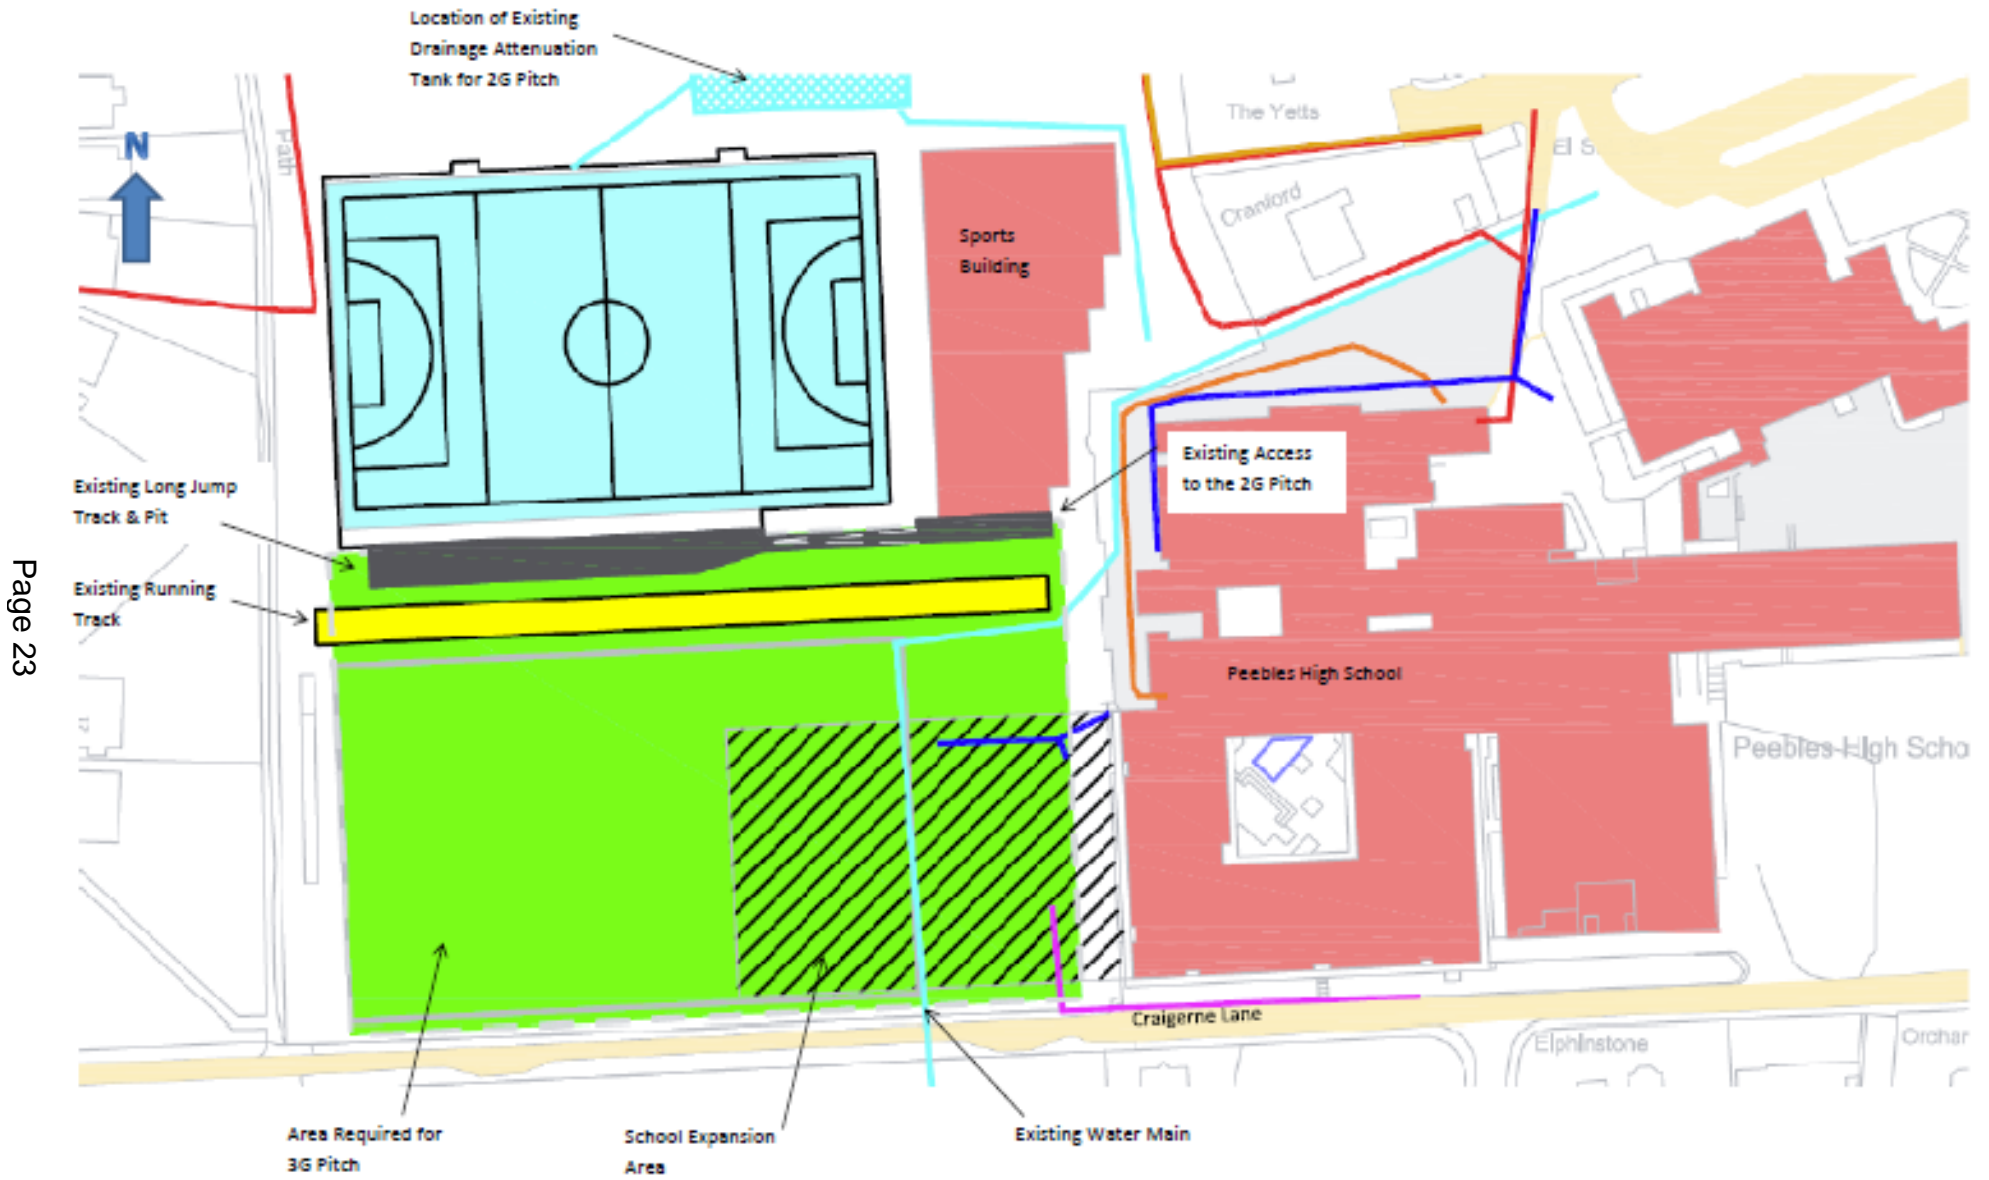 Location of Existing
Drainage Attenuation
Tank for 2G Pitch
N
Path
The Yetts
El S
Cranford
Sports
Building
Existing Access
to the 2G Pitch
Existing Long Jump
Track & Pit
Existing Running
Track
Page 23
Peebles High School
Peebles High Scho
Craigerne Lane
Elphinstone
Orchar
Area Required for
3G Pitch
School Expansion
Area
Existing Water Main